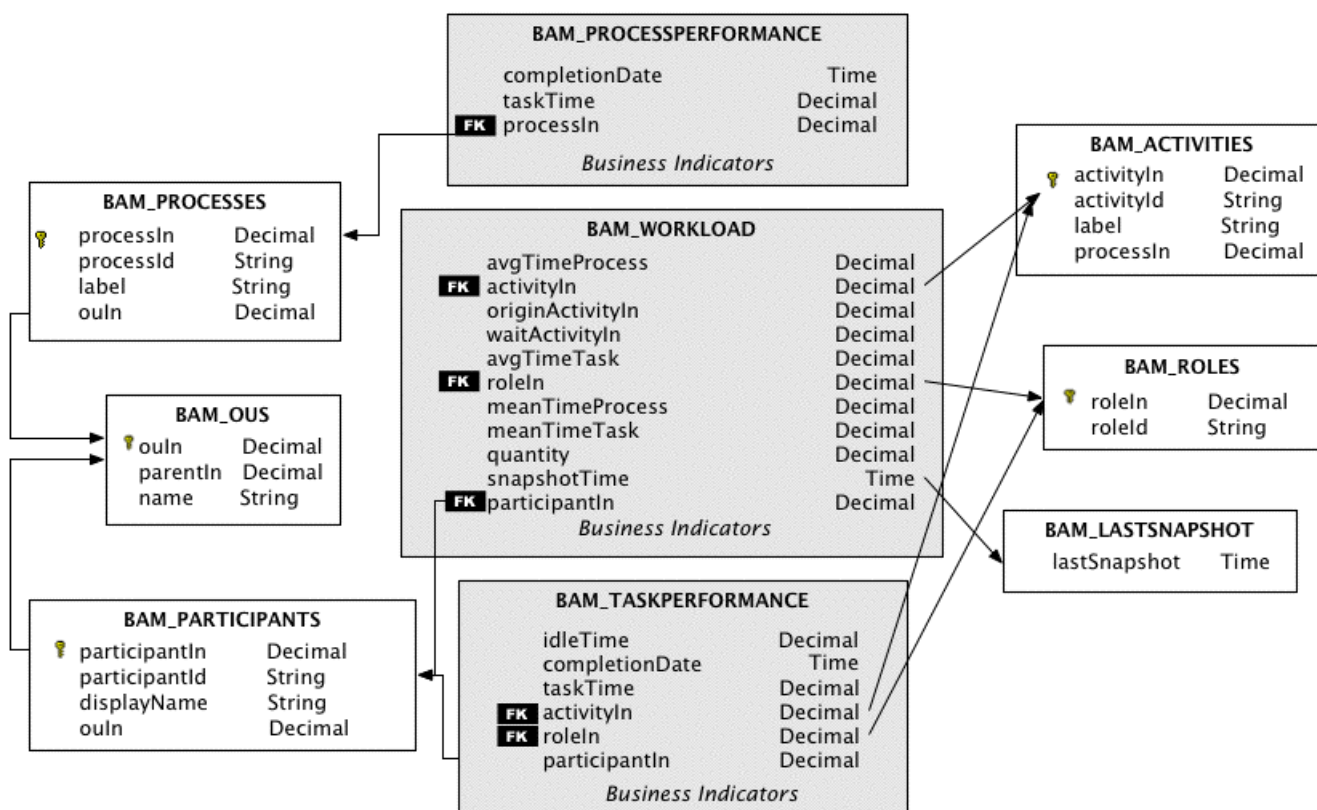 BAM_PROCESSPERFORMANCE
completionDate Time
taskTime Decimal
FK processIn Decimal
Business Indicators
BAM_PROCESSES
processIn Decimal
processId String
label String
ouIn Decimal
BAM_WORKLOAD
avgTimeProcess Decimal
FK activityIn Decimal
originActivityIn Decimal
waitActivityIn Decimal
avgTimeTask Decimal
FK roleIn Decimal
meanTimeProcess Decimal
meanTimeTask Decimal
quantity Decimal
snapshotTime Time
FK participantIn Decimal
Business Indicators
BAM_ACTIVITIES
activityIn Decimal
activityId String
label String
processIn Decimal
BAM_OUS
ouIn Decimal
parentIn Decimal
name String
BAM_ROLES
roleIn Decimal
roleId String
BAM_LASTSNAPSHOT
lastSnapshot Time
BAM_PARTICIPANTS
participantIn Decimal
participantId String
displayName String
ouIn Decimal
BAM_TASKPERFORMANCE
idleTime Decimal
completionDate Time
taskTime Decimal
FK activityIn Decimal
FK roleIn Decimal
participantIn Decimal
Business Indicators